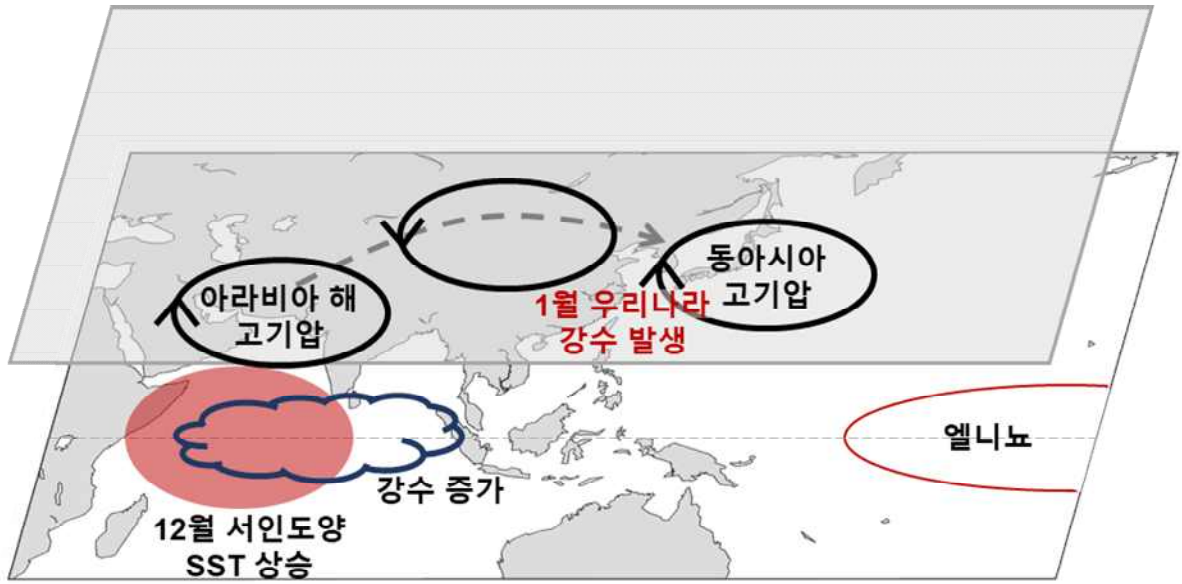 아라비아 해
고기압
동아시아
고기압
1월 우리나라
강수 발생
엘니뇨
강수 증가
12월 서인도양
SST 상승